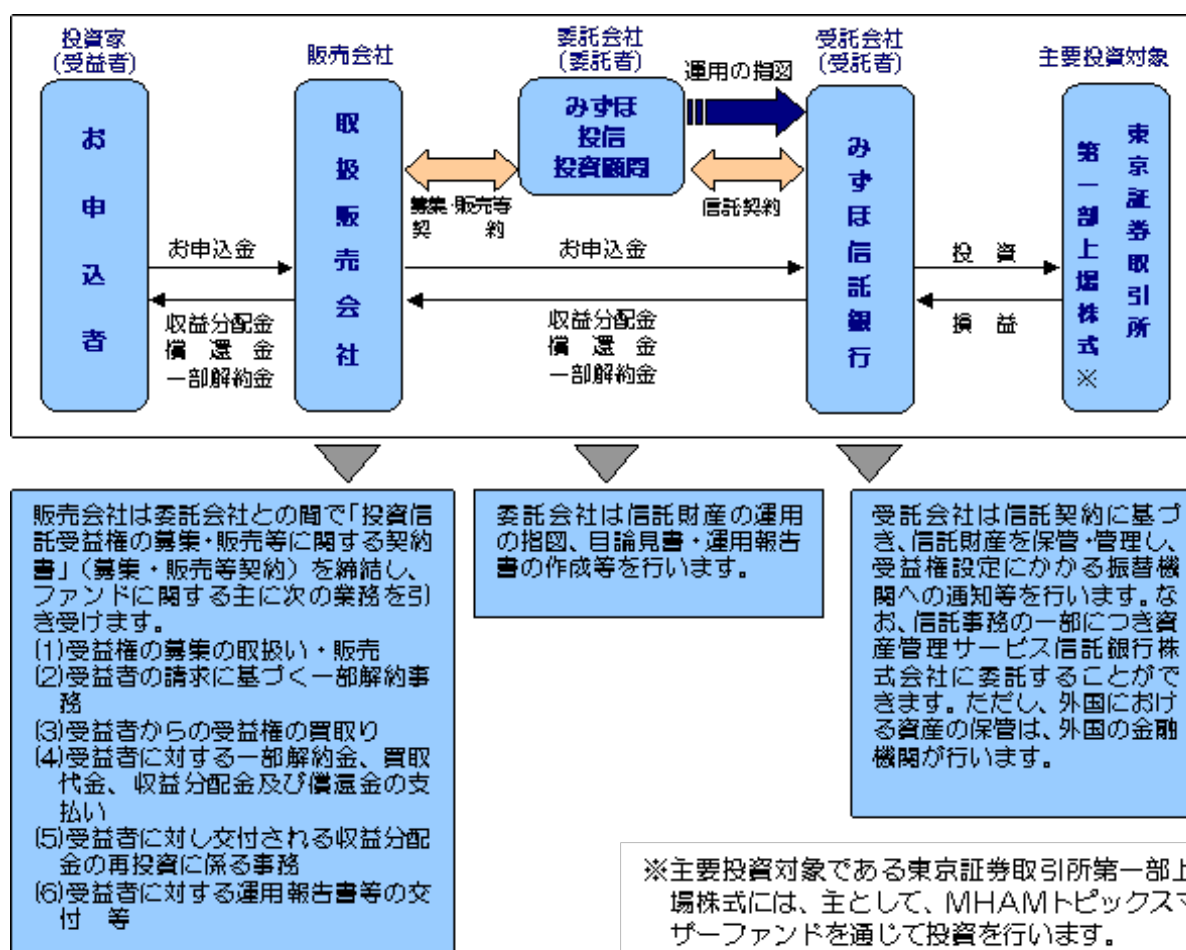 投資家
(受益者)
販売会社
委託会社
(委託者)
受託会社
(受託者)
主要投資対象
お申込者
取扱販売会社
みずほ
投信
投資顧問
運用の指図
みずほ信託銀行
東京証券取引所
第一部上場株式※
募集・販売等
契　約
信託契約
お申込金
お申込金
投　資
収益分配金
償　還　金
一部解約金
収益分配金
償　還　金
一部解約金
損　益
販売会社は委託会社との間で「投資信
託受益権の募集・販売等に関する契約
書」（募集・販売等契約）を締結し、
ファンドに関する主に次の業務を引
き受けます。
(1)受益権の募集の取扱い・販売
(2)受益者の請求に基づく一部解約事
務
(3)受益者からの受益権の買取り
(4)受益者に対する一部解約金、買取
代金、収益分配金及び償還金の支
払い
(5)受益者に対し交付される収益分配
金の再投資に係る事務
(6)受益者に対する運用報告書等の交
付　等
委託会社は信託財産の運用
の指図、目論見書・運用報告
書の作成等を行います。
受託会社は信託契約に基づ
き、信託財産を保管・管理し、
受益権設定にかかる振替機
関への通知等を行います。な
お、信託事務の一部につき資
産管理サービス信託銀行株
式会社に委託することがで
きます。ただし、外国におけ
る資産の保管は、外国の金融
機関が行います。
※主要投資対象である東京証券取引所第一部上
場株式には、主として、ＭＨＡＭトピックスマ
ザーファンドを通じて投資を行います。